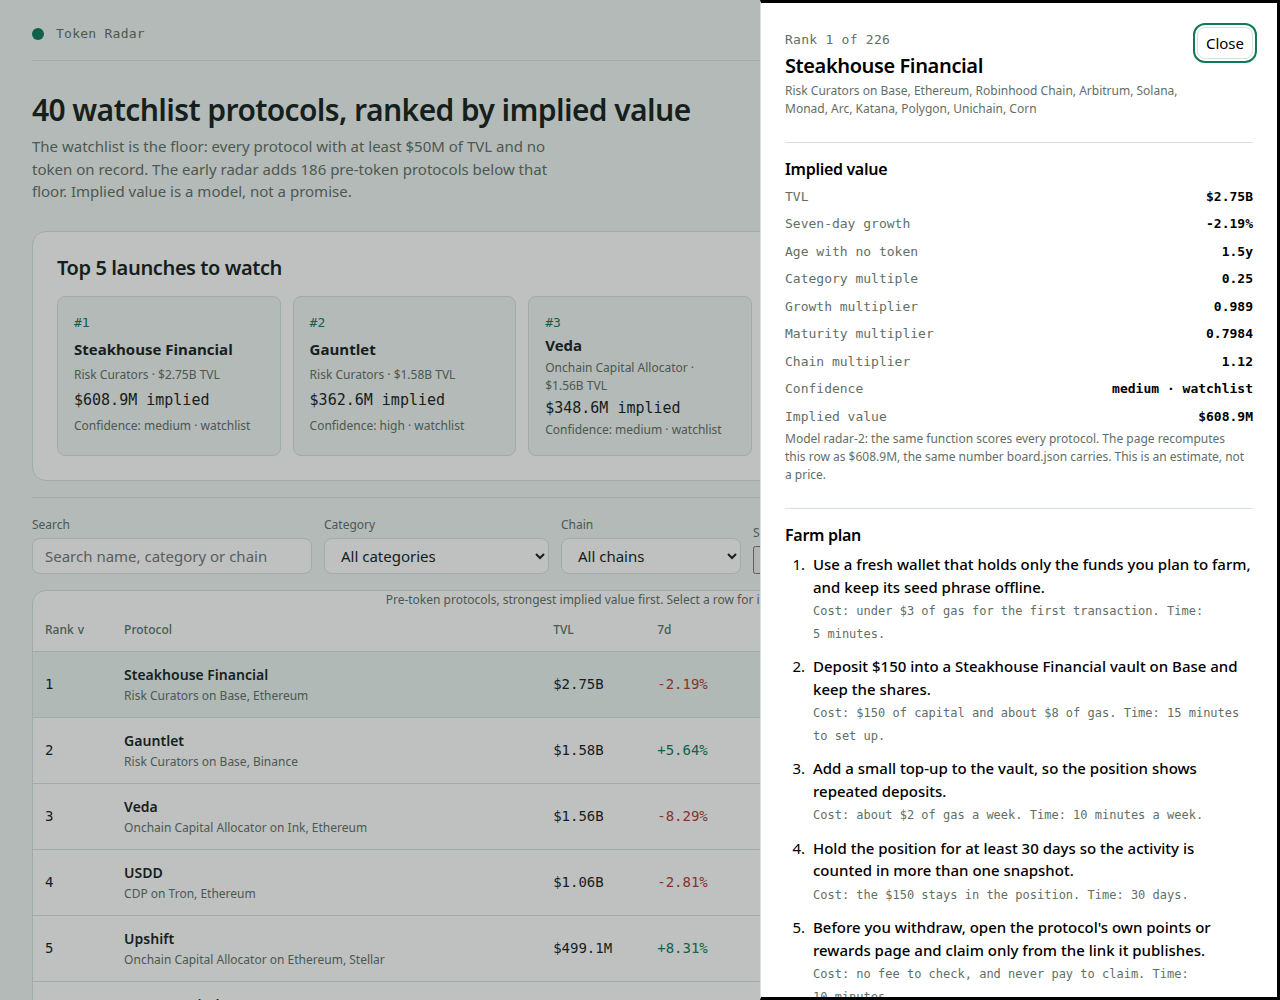 Token Radar
40 watchlist protocols, ranked by implied value
The watchlist is the floor: every protocol with at least $50M of TVL and no
token on record. The early radar adds 186 pre-token protocols below that
floor. Implied value is a model, not a promise.
Top 5 launches to watch
#1
Steakhouse Financial
Risk Curators · $2.75B TVL
$608.9M implied
Confidence: medium · watchlist
#2
Gauntlet
Risk Curators · $1.58B TVL
$362.6M implied
Confidence: high · watchlist
#3
Veda
Onchain Capital Allocator ·
$1.56B TVL
$348.6M implied
Confidence: medium · watchlist
Search
Category
Chain
Search name, category or chain
All categories
All chains
Pre-token protocols, strongest implied value first. Select a row for
Rank v
Protocol
TVL
7d
1
Steakhouse Financial
Risk Curators on Base, Ethereum
$2.75B
-2.19%
2
Gauntlet
Risk Curators on Base, Binance
$1.58B
+5.64%
3
Veda
Onchain Capital Allocator on Ink, Ethereum
$1.56B
-8.29%
4
USDD
CDP on Tron, Ethereum
$1.06B
-2.81%
5
Upshift
Onchain Capital Allocator on Ethereum, Stellar
$499.1M
+8.31%
Rank 1 of 226
Close
Steakhouse Financial
Risk Curators on Base, Ethereum, Robinhood Chain, Arbitrum, Solana,
Monad, Arc, Katana, Polygon, Unichain, Corn
Implied value
TVL $2.75B
Seven-day growth -2.19%
Age with no token 1.5y
Category multiple 0.25
Growth multiplier 0.989
Maturity multiplier 0.7984
Chain multiplier 1.12
Confidence medium · watchlist
Implied value $608.9M
Model radar-2: the same function scores every protocol. The page recomputes
this row as $608.9M, the same number board.json carries. This is an estimate, not
a price.
Farm plan
1. Use a fresh wallet that holds only the funds you plan to farm,
and keep its seed phrase offline.
Cost: under $3 of gas for the first transaction. Time:
5 minutes.
2. Deposit $150 into a Steakhouse Financial vault on Base and
keep the shares.
Cost: $150 of capital and about $8 of gas. Time: 15 minutes
to set up.
3. Add a small top-up to the vault, so the position shows
repeated deposits.
Cost: about $2 of gas a week. Time: 10 minutes a week.
4. Hold the position for at least 30 days so the activity is
counted in more than one snapshot.
Cost: the $150 stays in the position. Time: 30 days.
5. Before you withdraw, open the protocol's own points or
rewards page and claim only from the link it publishes.
Cost: no fee to check, and never pay to claim. Time:
10 minutes.